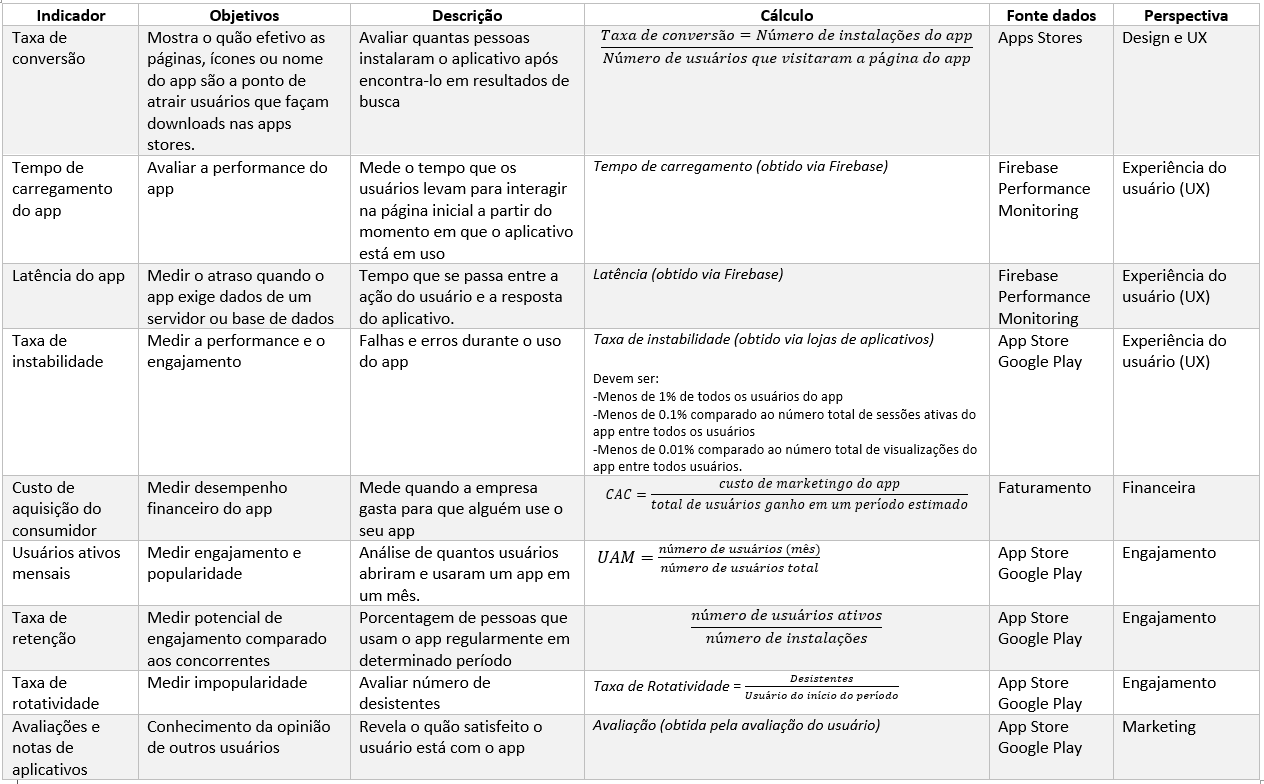 Indicador
Objetivos
Descrição
Cálculo
Fonte dados
Perspectiva
Taxa de
conversão
Mostra o quão efetivo as
páginas, ícones ou nome
do app são a ponto de
atrair usuários que façam
downloads nas apps
stores.
Avaliar quantas pessoas
instalaram o aplicativo após
encontra-lo em resultados de
busca
Taxa de conversão = Número de instalações do app
Número de usuários que visitaram a página do app
Apps Stores
Design e UX
Tempo de
carregamento
do app
Avaliar a performance do
app
Mede o tempo que os
usuários levam para interagir
na página inicial a partir do
momento em que o aplicativo
está em uso
Tempo de carregamento (obtido via Firebase)
Firebase
Performance
Monitoring
Experiência do
usuário (UX)
Latência do app
Medir o atraso quando o
app exige dados de um
servidor ou base de dados
Tempo que se passa entre a
ação do usuário e a resposta
do aplicativo.
Latência (obtido via Firebase)
Firebase
Performance
Monitoring
Experiência do
usuário (UX)
Taxa de
instabilidade
Medir a performance e o
engajamento
Falhas e erros durante o uso
do app
Taxa de instabilidade (obtido via lojas de aplicativos)
Devem ser:
-Menos de 1% de todos os usuários do app
-Menos de 0.1% comparado ao número total de sessões ativas do
app entre todos os usuários
-Menos de 0.01% comparado ao número total de visualizações do
app entre todos usuários.
App Store
Google Play
Experiência do
usuário (UX)
Custo de
aquisição do
consumidor
Medir desempenho
financeiro do app
Mede quando a empresa
gasta para que alguém use o
seu app
CAC = custo de marketingo do app
total de usuários ganho em um período estimado
Faturamento
Financeira
Usuários ativos
mensais
Medir engajamento e
popularidade
Análise de quantos usuários
abriram e usaram um app em
um mês.
UAM = número de usuários (mês)
número de usuários total
App Store
Google Play
Engajamento
Taxa de
retenção
Medir potencial de
engajamento comparado
aos concorrentes
Porcentagem de pessoas que
usam o app regularmente em
determinado período
número de usuários ativos
número de instalações
App Store
Google Play
Engajamento
Taxa de
rotatividade
Medir impopularidade
Avaliar número de
desistentes
Taxa de Rotatividade = Desistentes
Usuário do início do período
App Store
Google Play
Engajamento
Avaliações e
notas de
aplicativos
Conhecimento da opinião
de outros usuários
Revela o quão satisfeito o
usuário está com o app
Avaliação (obtida pela avaliação do usuário)
App Store
Google Play
Marketing